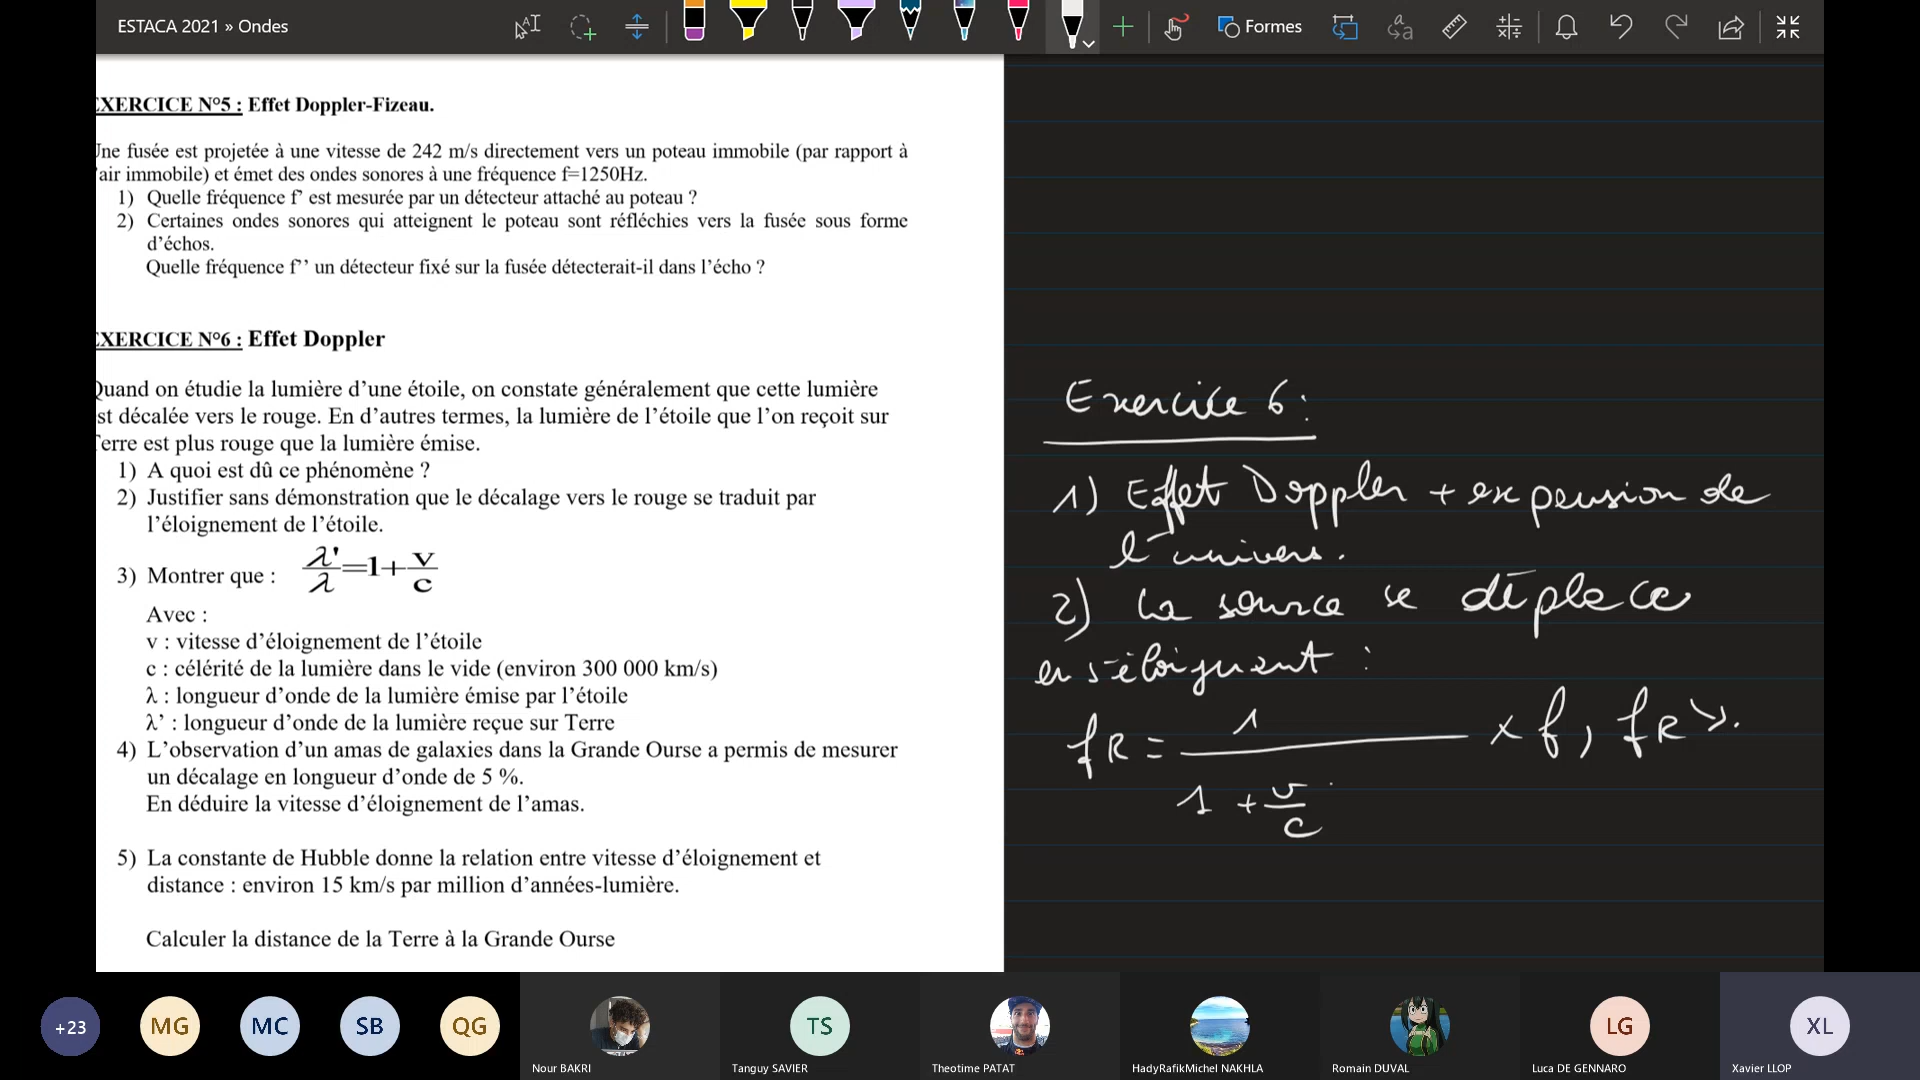 ESTACA 2021 » Ondes
Formes
EXERCICE N°5 : Effet Doppler-Fizeau.
Une fusée est projetée à une vitesse de 242 m/s directement vers un poteau immobile (par rapport à
l'air immobile) et émet des ondes sonores à une fréquence f=1250Hz.
1) Quelle fréquence f' est mesurée par un détecteur attaché au poteau ?
2) Certaines ondes sonores qui atteignent le poteau sont réfléchies vers la fusée sous forme
d'échos.
Quelle fréquence f'' un détecteur fixé sur la fusée détecterait-il dans l'écho ?
EXERCICE N°6 : Effet Doppler
Quand on étudie la lumière d'une étoile, on constate généralement que cette lumière
est décalée vers le rouge. En d'autres termes, la lumière de l'étoile que l'on reçoit sur
Terre est plus rouge que la lumière émise.
1) A quoi est dû ce phénomène ?
2) Justifier sans démonstration que le décalage vers le rouge se traduit par
l'éloignement de l'étoile.
3) Montrer que : λ'/λ=1+v/c
Avec :
v : vitesse d'éloignement de l'étoile
c : célérité de la lumière dans le vide (environ 300 000 km/s)
λ : longueur d'onde de la lumière émise par l'étoile
λ' : longueur d'onde de la lumière reçue sur Terre
4) L'observation d'un amas de galaxies dans la Grande Ourse a permis de mesurer
un décalage en longueur d'onde de 5 %.
En déduire la vitesse d'éloignement de l'amas.
5) La constante de Hubble donne la relation entre vitesse d'éloignement et
distance : environ 15 km/s par million d'années-lumière.
Calculer la distance de la Terre à la Grande Ourse
Exercice 6 :
1) Effet Doppler + expension de
l'univers.
2) La source se déplace
en s'éloignent :
fR = 1 / (1 + v/c) × f, fR ↘.
+23
MG
MC
SB
QG
TS
LG
XL
Nour BAKRI
Tanguy SAVIER
Theotime PATAT
HadyRafikMichel NAKHLA
Romain DUVAL
Luca DE GENNARO
Xavier LLOP